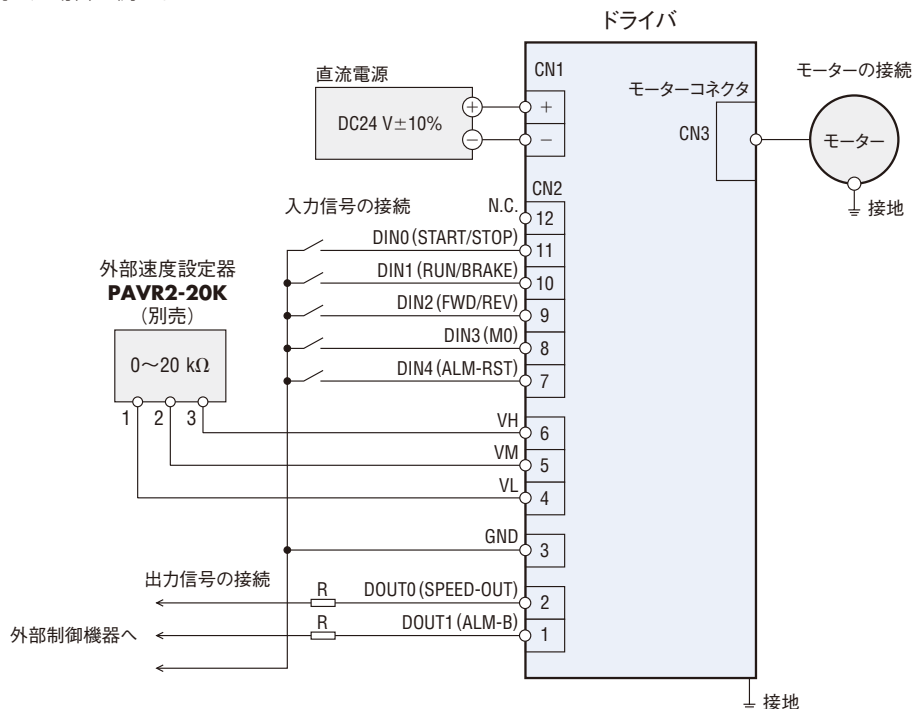 ドライバ
直流電源
DC24 V±10%
+
−
CN1
+
−
モーターコネクタ
CN3
モーターの接続
モーター
接地
CN2
入力信号の接続
N.C.
12
DIN0(START/STOP)
11
DIN1(RUN/BRAKE)
10
DIN2(FWD/REV)
9
DIN3(M0)
8
DIN4(ALM-RST)
7
外部速度設定器
PAVR2-20K
(別売)
0〜20 kΩ
1 2 3
VH
6
VM
5
VL
4
GND
3
出力信号の接続
R
DOUT0(SPEED-OUT)
2
外部制御機器へ
R
DOUT1(ALM-B)
1
接地